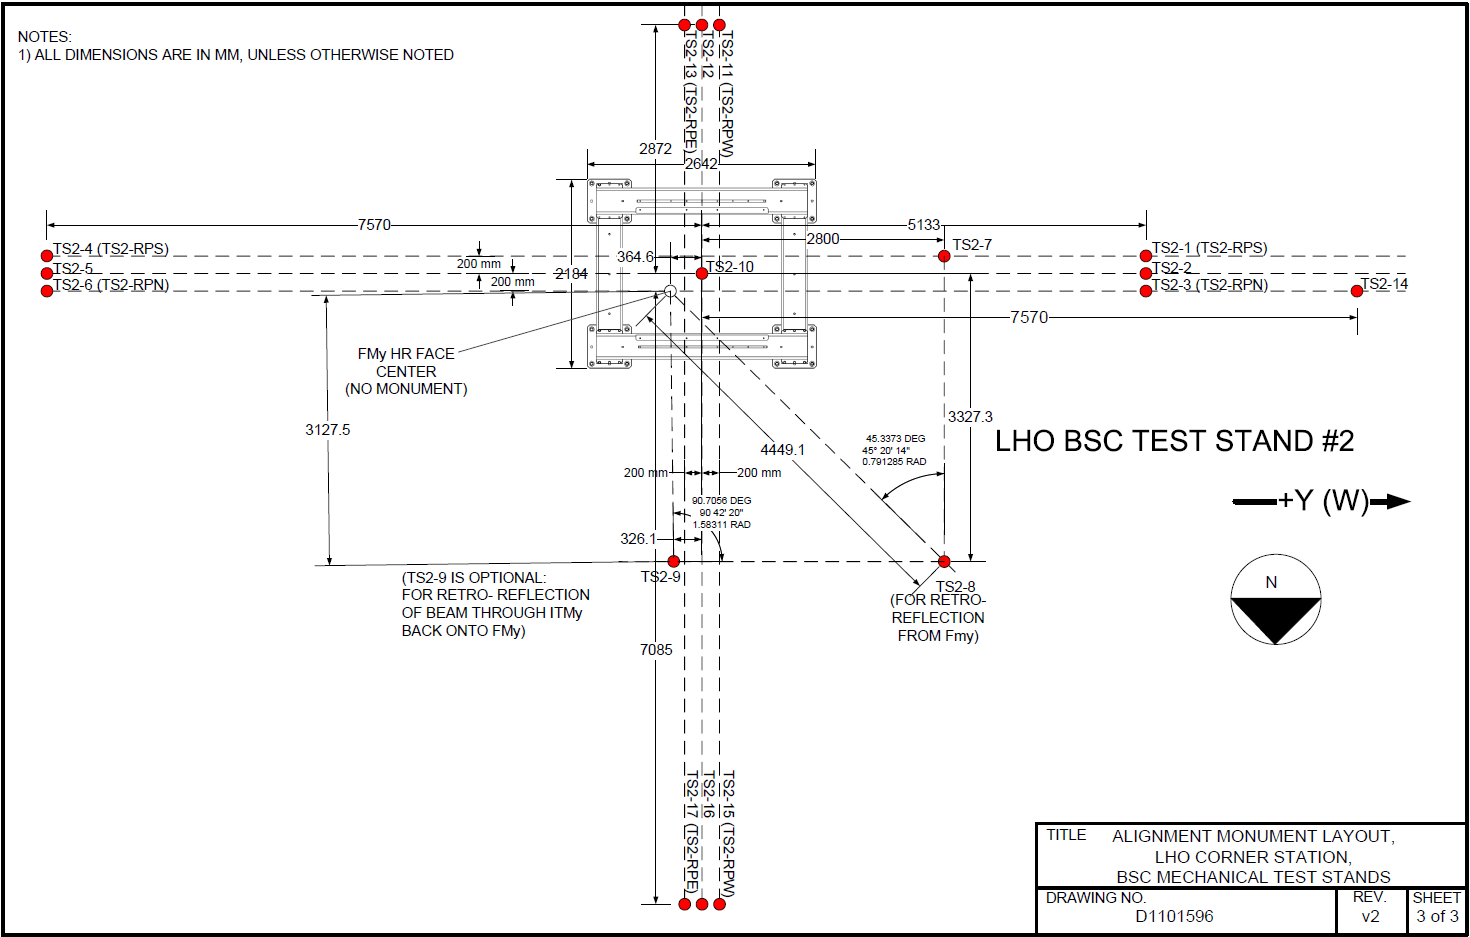 NOTES:
1) ALL DIMENSIONS ARE IN MM, UNLESS OTHERWISE NOTED
TS2-13 (TS2-RPE)
TS2-12
TS2-11 (TS2-RPW)
2872
2642
7570
5133
2800
TS2-4 (TS2-RPS)
TS2-5
TS2-6 (TS2-RPN)
200 mm
200 mm
364.6
2184
TS2-10
TS2-7
TS2-1 (TS2-RPS)
TS2-2
TS2-3 (TS2-RPN)
TS2-14
7570
FMy HR FACE
CENTER
(NO MONUMENT)
3127.5
3327.3
4449.1
45.3373 DEG
45° 20' 14"
0.791285 RAD
LHO BSC TEST STAND #2
200 mm
200 mm
90.7056 DEG
90 42' 20"
1.58311 RAD
+Y (W)
326.1
TS2-9
(TS2-9 IS OPTIONAL:
FOR RETRO- REFLECTION
OF BEAM THROUGH ITMy
BACK ONTO FMy)
TS2-8
(FOR RETRO-
REFLECTION
FROM Fmy)
N
7085
TS2-17 (TS2-RPE)
TS2-16
TS2-15 (TS2-RPW)
TITLE ALIGNMENT MONUMENT LAYOUT,
LHO CORNER STATION,
BSC MECHANICAL TEST STANDS
DRAWING NO.
D1101596
REV.
v2
SHEET
3 of 3